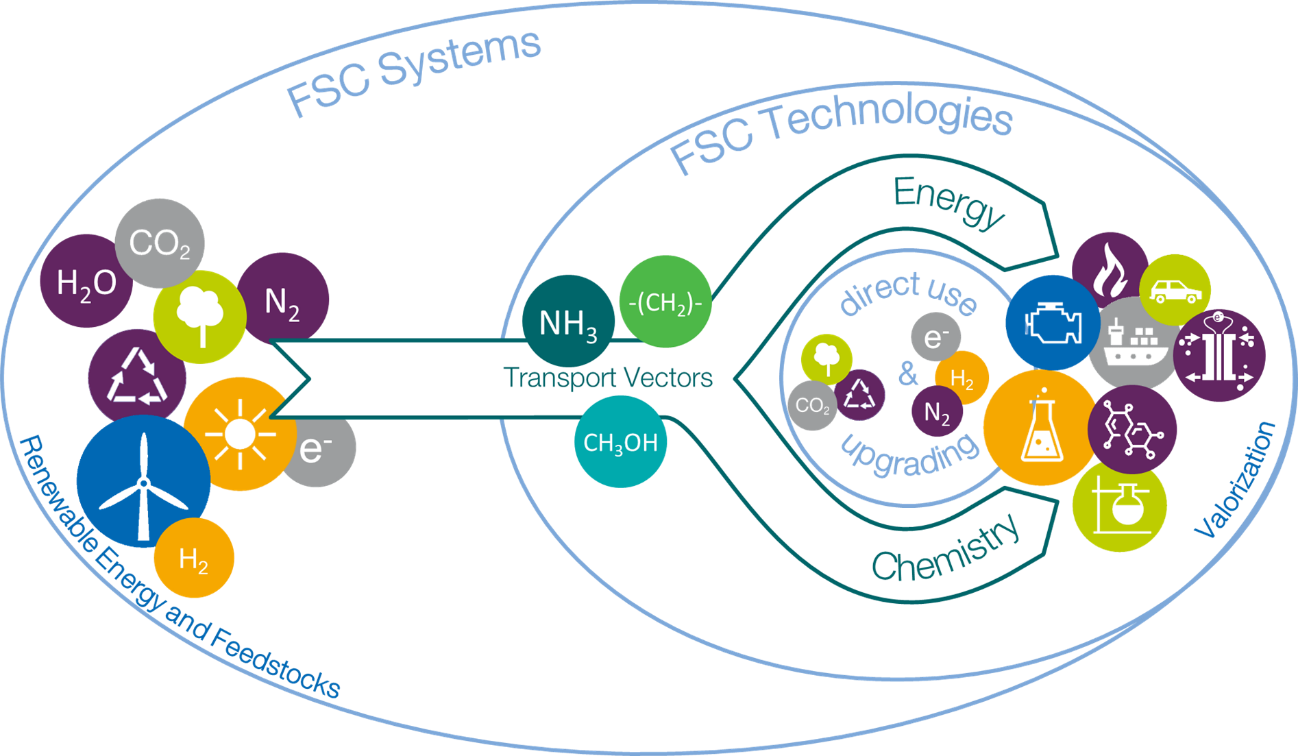 FSC Systems
FSC Technologies
Energy
CO₂
H₂O
N₂
NH₃
-(CH₂)-
direct use
e⁻
Transport Vectors
&
H₂
CO₂
N₂
CH₃OH
e⁻
upgrading
Renewable Energy and Feedstocks
H₂
Chemistry
Valorization
e⁻